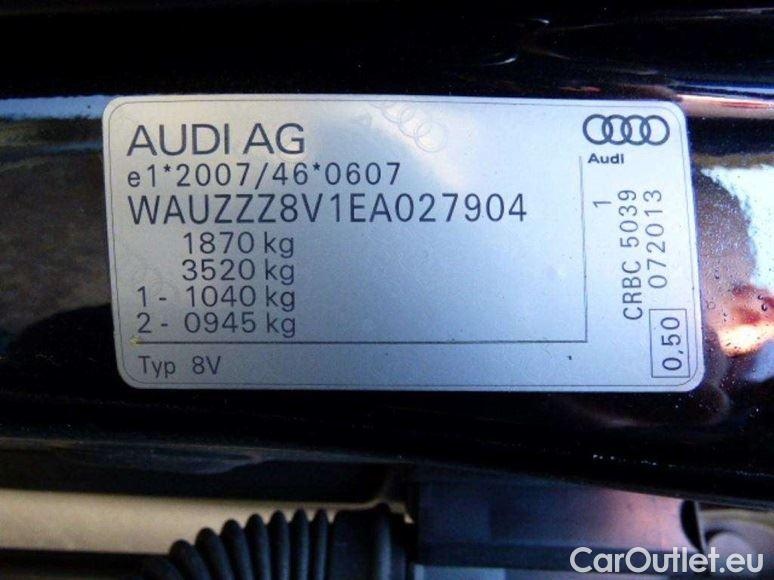 AUDI AG
e1*2007/46*0607
WAUZZZ8V1EA027904
1870 kg
3520 kg
1 - 1040 kg
2 - 0945 kg
Typ 8V
Audi
1
CRBC 5039
072013
0,50
CarOutlet.eu